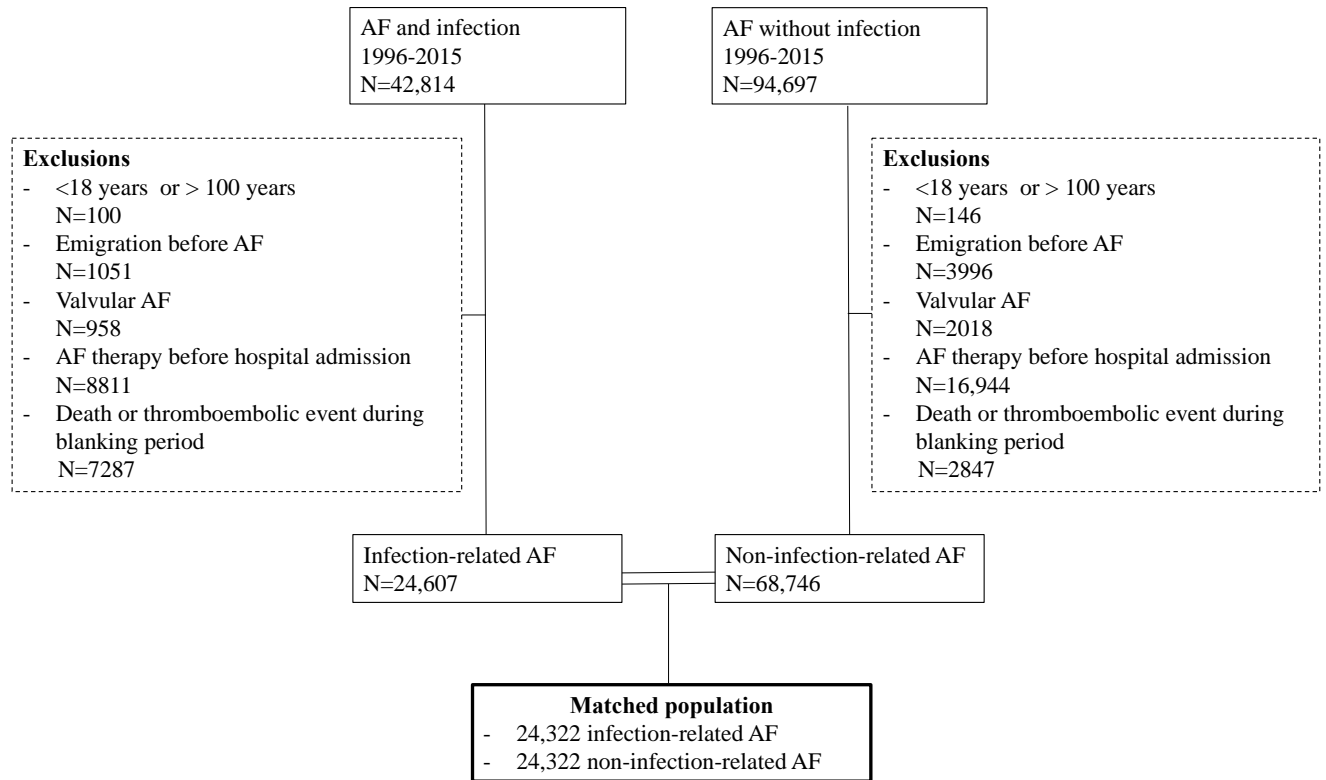 AF and infection
1996-2015
N=42,814
AF without infection
1996-2015
N=94,697
Exclusions
- <18 years or > 100 years
N=100
- Emigration before AF
N=1051
- Valvular AF
N=958
- AF therapy before hospital admission
N=8811
- Death or thromboembolic event during
blanking period
N=7287
Exclusions
- <18 years or > 100 years
N=146
- Emigration before AF
N=3996
- Valvular AF
N=2018
- AF therapy before hospital admission
N=16,944
- Death or thromboembolic event during
blanking period
N=2847
Infection-related AF
N=24,607
Non-infection-related AF
N=68,746
Matched population
- 24,322 infection-related AF
- 24,322 non-infection-related AF